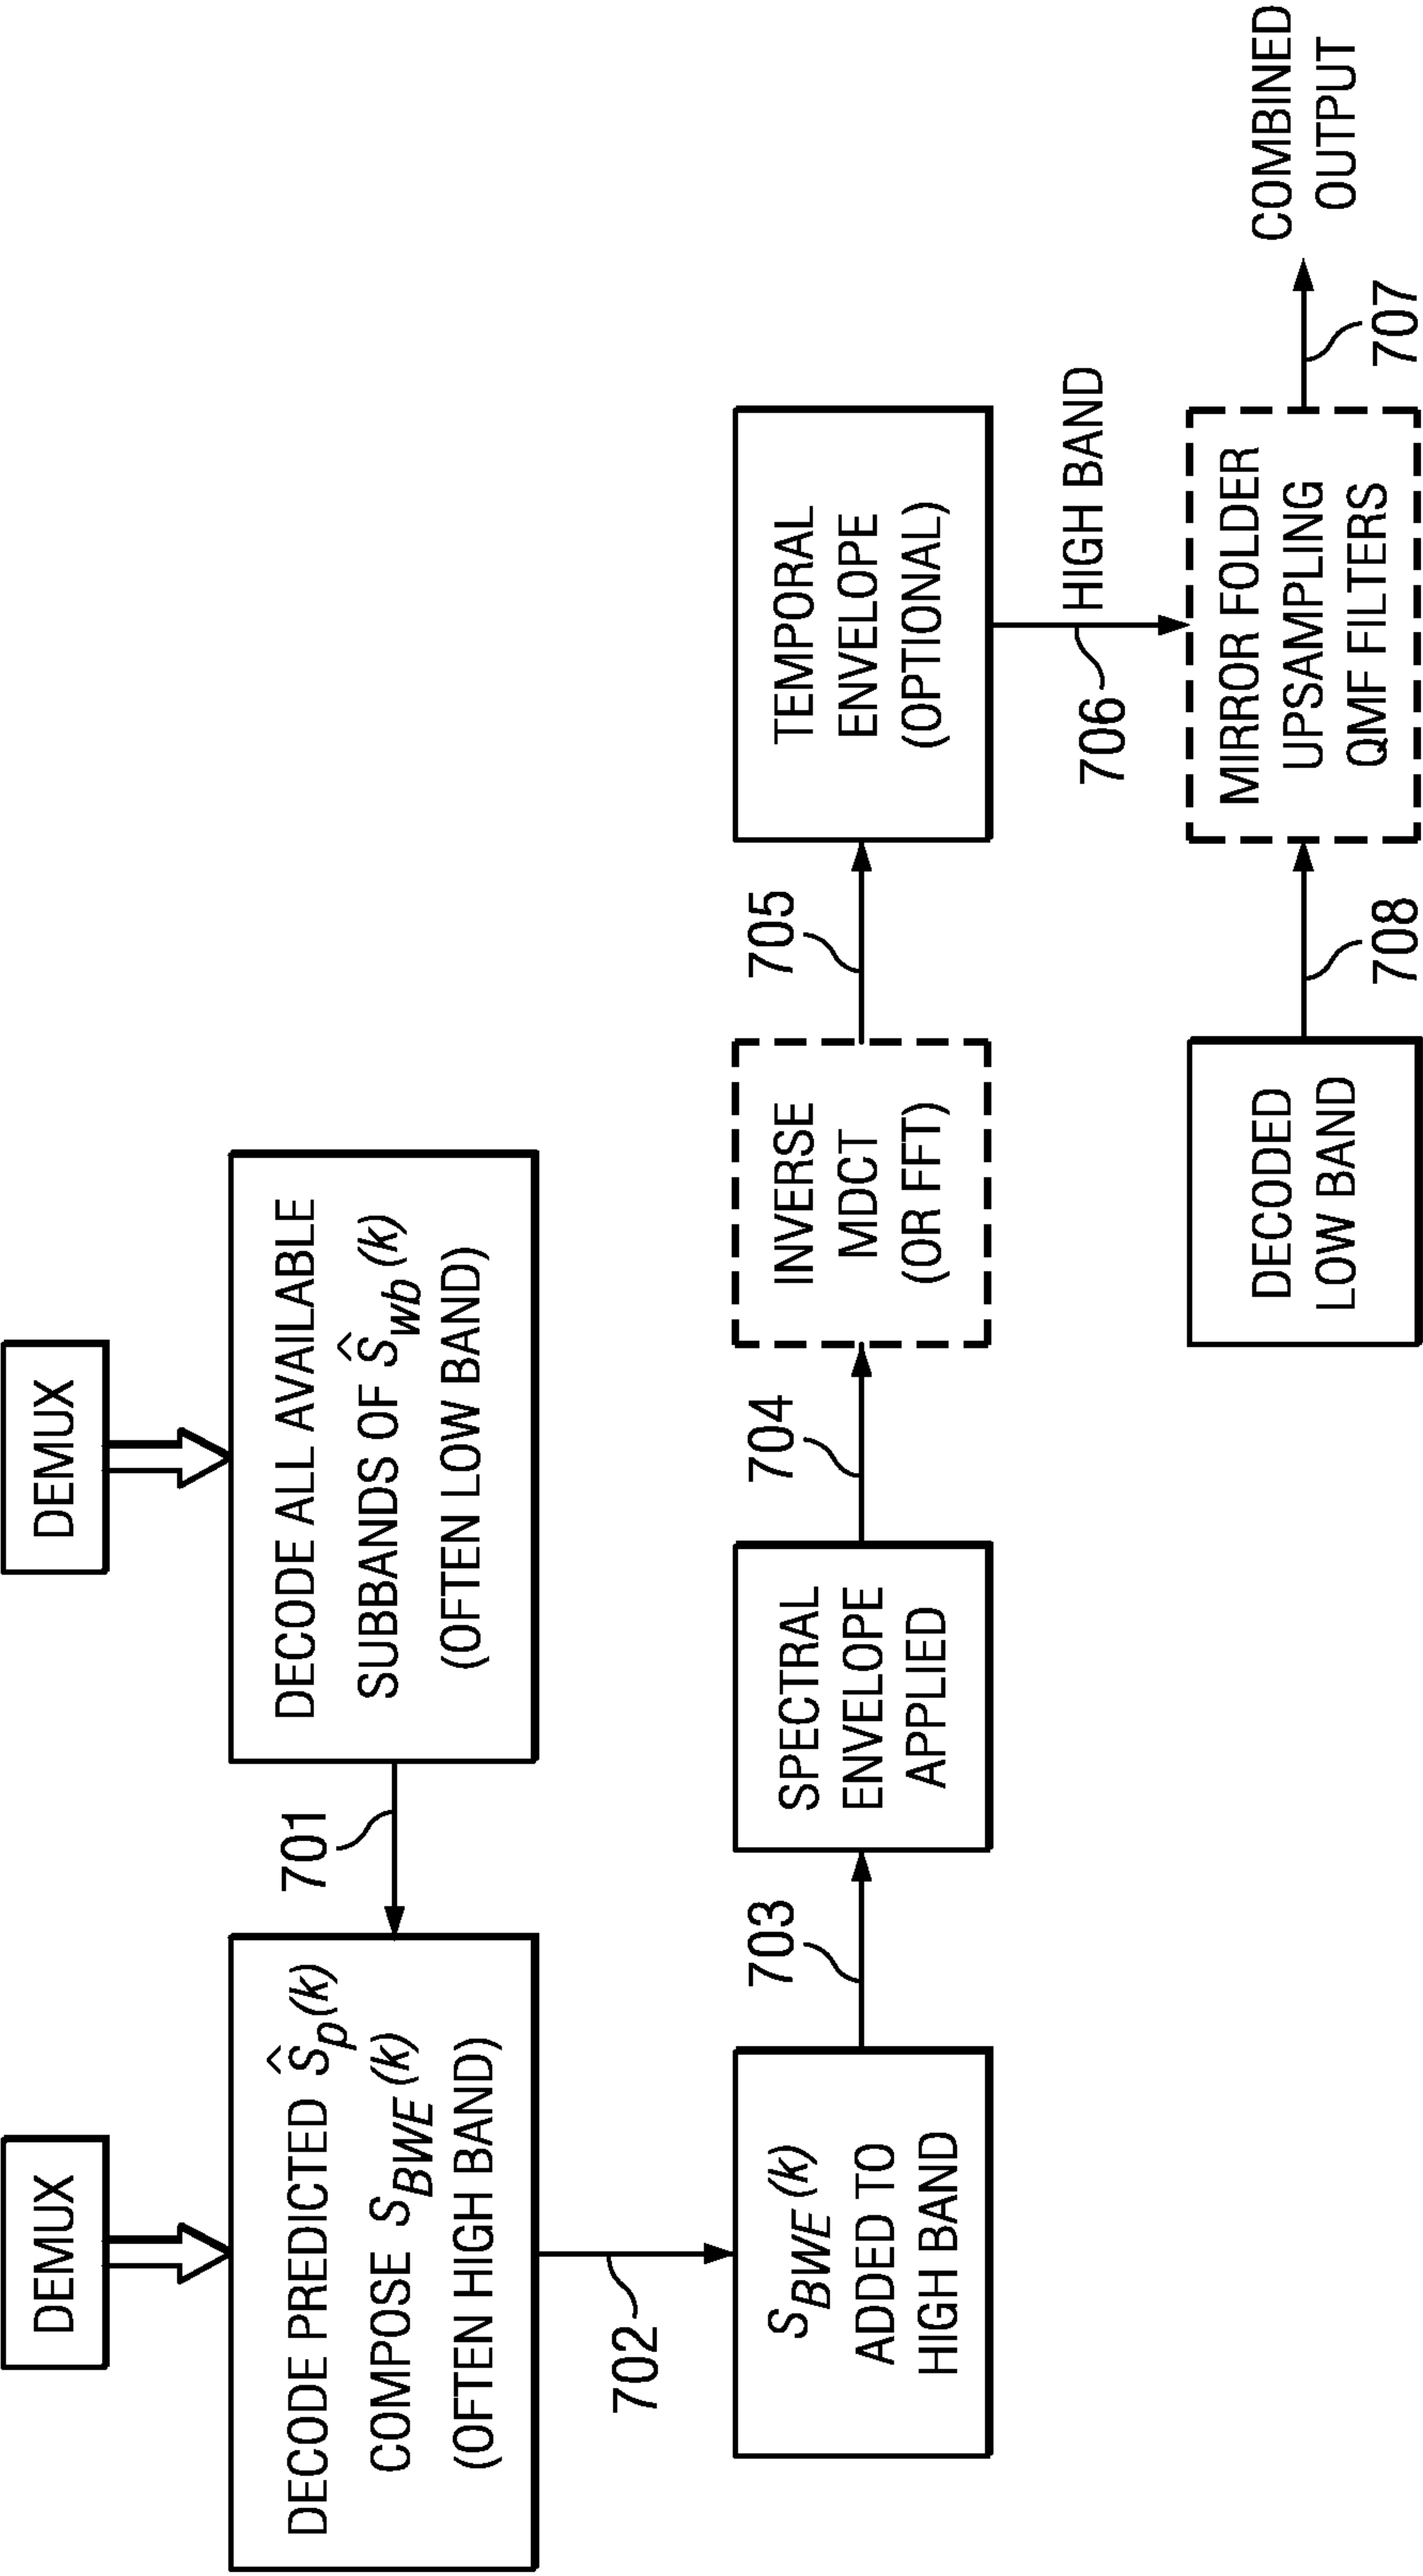 DEMUX
DEMUX
DECODE PREDICTED Ŝp(k)
COMPOSE SBWE(k)
(OFTEN HIGH BAND)
701
DECODE ALL AVAILABLE
SUBBANDS OF Ŝwb(k)
(OFTEN LOW BAND)
702
SBWE(k)
ADDED TO
HIGH BAND
703
SPECTRAL
ENVELOPE
APPLIED
704
INVERSE
MDCT
(OR FFT)
705
TEMPORAL
ENVELOPE
(OPTIONAL)
706
HIGH BAND
DECODED
LOW BAND
708
MIRROR FOLDER
UPSAMPLING
QMF FILTERS
707
COMBINED
OUTPUT